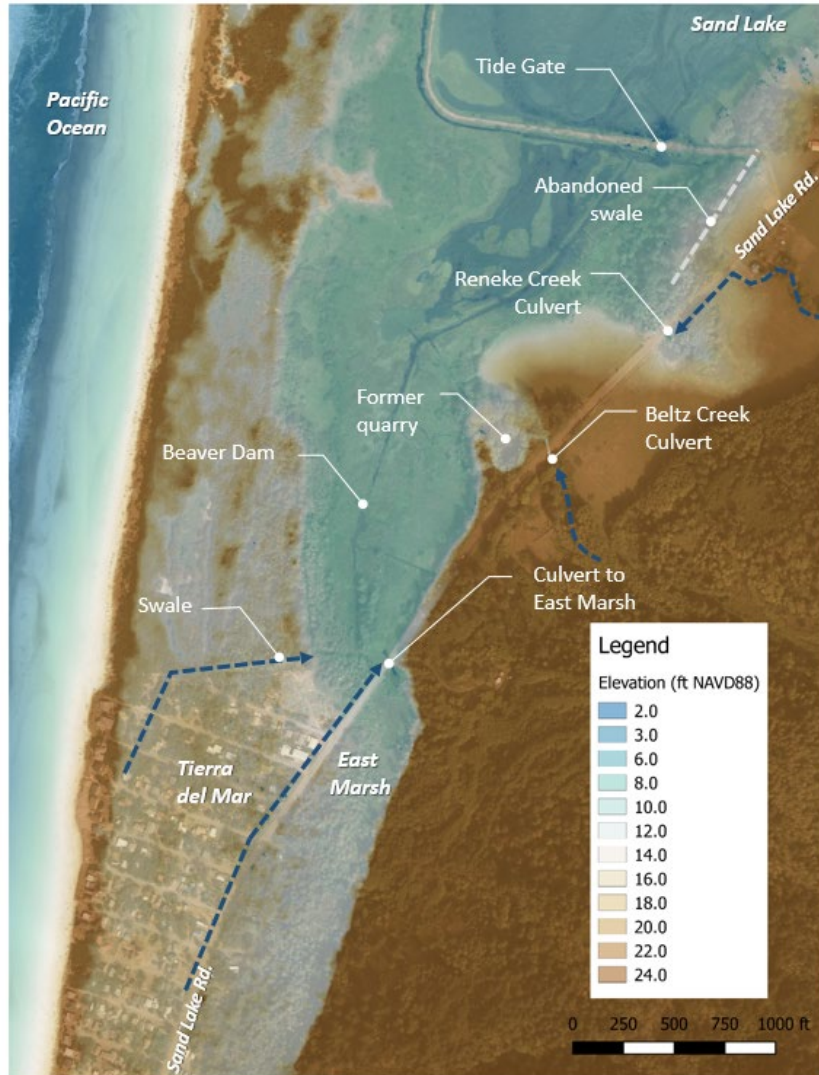 Sand Lake
Tide Gate
Pacific
Ocean
Abandoned
swale
Sand Lake Rd.
Reneke Creek
Culvert
Former
quarry
Beltz Creek
Culvert
Beaver Dam
Culvert to
East Marsh
Swale
Tierra
del Mar
East
Marsh
Sand Lake Rd.
Legend
Elevation (ft NAVD88)
2.0
3.0
6.0
8.0
10.0
12.0
14.0
16.0
18.0
20.0
22.0
24.0
0 250 500 750 1000 ft